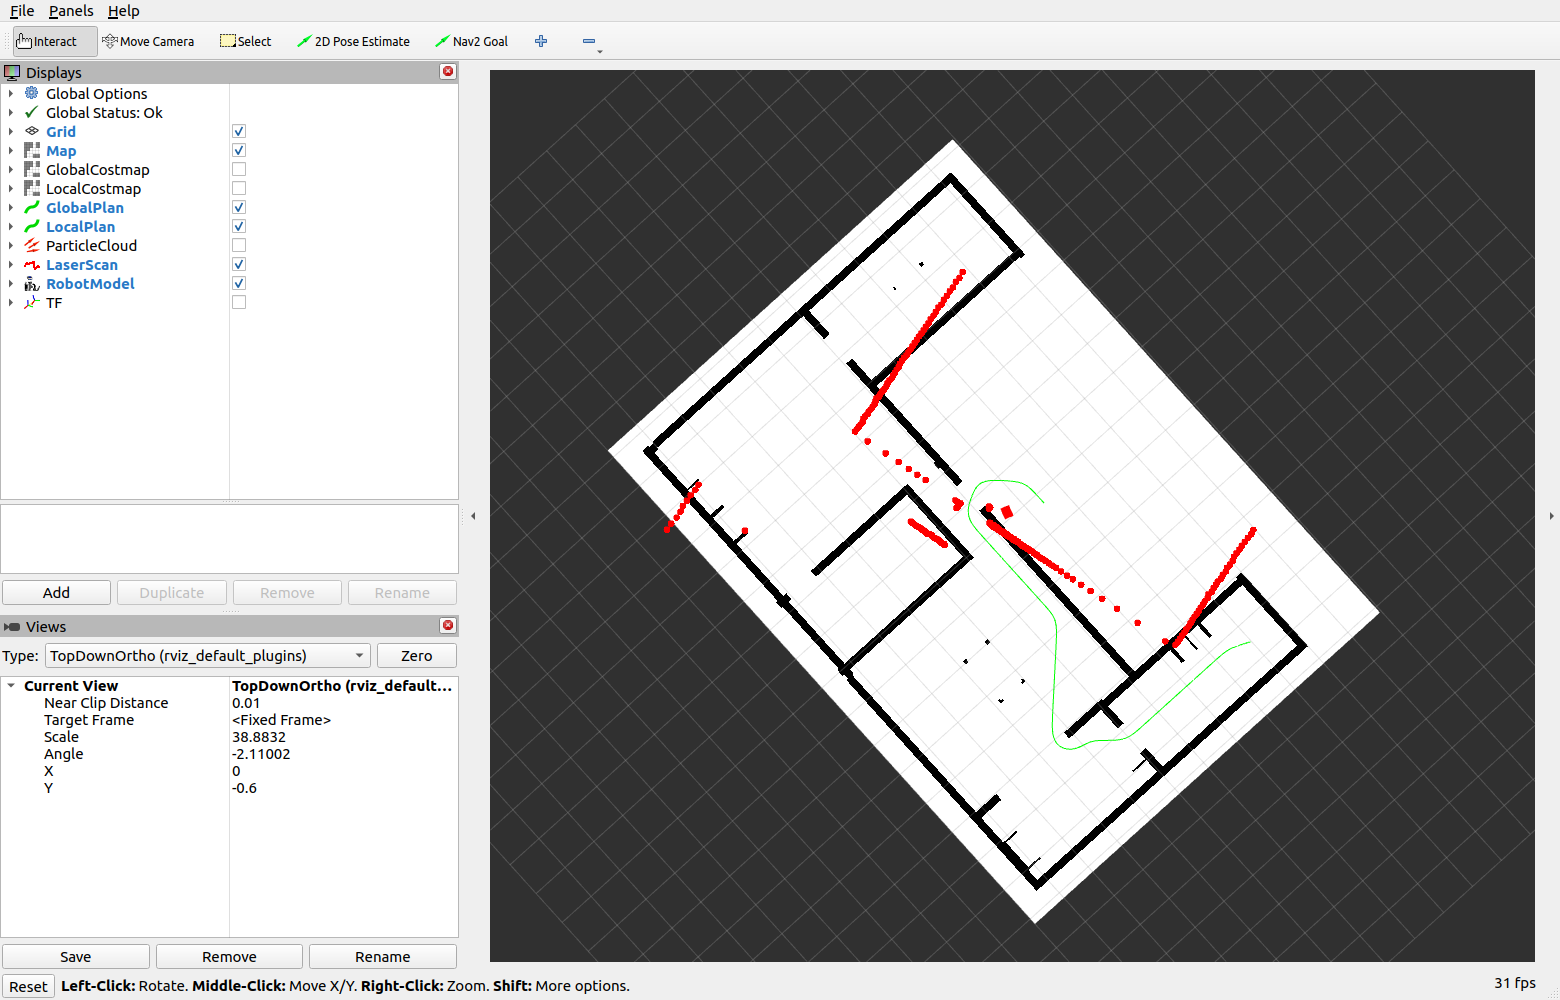 File Panels Help
Interact Move Camera Select 2D Pose Estimate Nav2 Goal
Displays
Global Options
Global Status: Ok
Grid
Map
GlobalCostmap
LocalCostmap
GlobalPlan
LocalPlan
ParticleCloud
LaserScan
RobotModel
TF
Add Duplicate Remove Rename
Views
Type: TopDownOrtho (rviz_default_plugins) Zero
Current View TopDownOrtho (rviz_default...
Near Clip Distance 0.01
Target Frame <Fixed Frame>
Scale 38.8832
Angle -2.11002
X 0
Y -0.6
Save Remove Rename
Reset Left-Click: Rotate. Middle-Click: Move X/Y. Right-Click: Zoom. Shift: More options. 31 fps